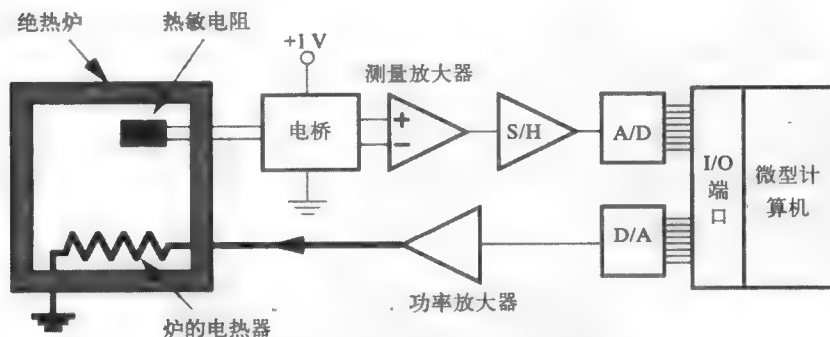 绝热炉
热敏电阻
+1 V
测量放大器
电桥
+
−
S/H
A/D
I/O
端
口
微型计
算机
D/A
功率放大器
炉的电热器